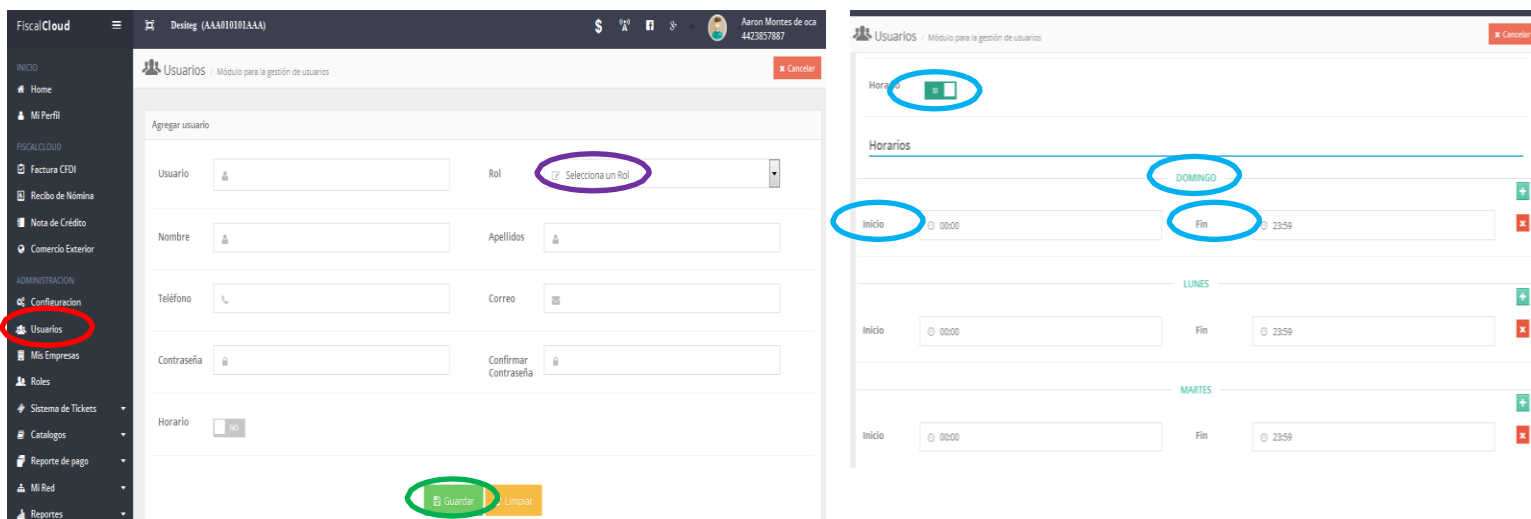 FiscalCloud
Desiteg (AAA010101AAA)
Aaron Montes de oca
4423857887
INICIO
Home
Mi Perfil
FISCALCLOUD
Factura CFDI
Recibo de Nómina
Nota de Crédito
Comercio Exterior
ADMINISTRACION
Configuracion
Usuarios
Mis Empresas
Roles
Sistema de Tickets
Catalogos
Reporte de pago
Mi Red
Reportes
Usuarios / Módulo para la gestión de usuarios
x Cancelar
Agregar usuario
Usuario
Rol Selecciona un Rol
Nombre
Apellidos
Teléfono
Correo
Contraseña
Confirmar
Contraseña
Horario NO
Guardar Limpiar
Usuarios / Módulo para la gestión de usuarios
x Cancelar
Horario SI
Horarios
DOMINGO
Inicio 00:00 Fin 23:59
LUNES
Inicio 00:00 Fin 23:59
MARTES
Inicio 00:00 Fin 23:59